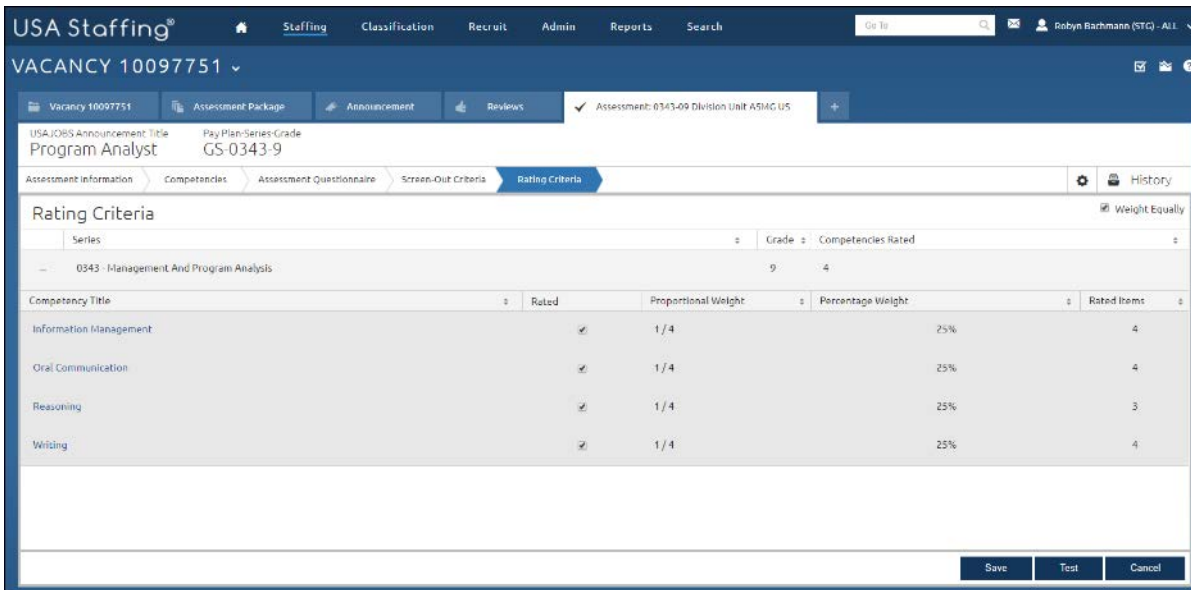 USA Staffing®
Staffing Classification Recruit Admin Reports Search Go To Robyn Bachmann (STG) - ALL
VACANCY 10097751
Vacancy 10097751 Assessment Package Announcement Reviews Assessment: 0343-09 Division Unit ASMG US +
USAJOBS Announcement Title Pay Plan-Series-Grade
Program Analyst GS-0343-9
Assessment Information Competencies Assessment Questionnaire Screen-Out Criteria Rating Criteria History
Rating Criteria Weight Equally
Series Grade Competencies Rated
0343 - Management And Program Analysis 9 4
Competency Title Rated Proportional Weight Percentage Weight Rated Items
Information Management 1 / 4 25% 4
Oral Communication 1 / 4 25% 4
Reasoning 1 / 4 25% 3
Writing 1 / 4 25% 4
Save Test Cancel